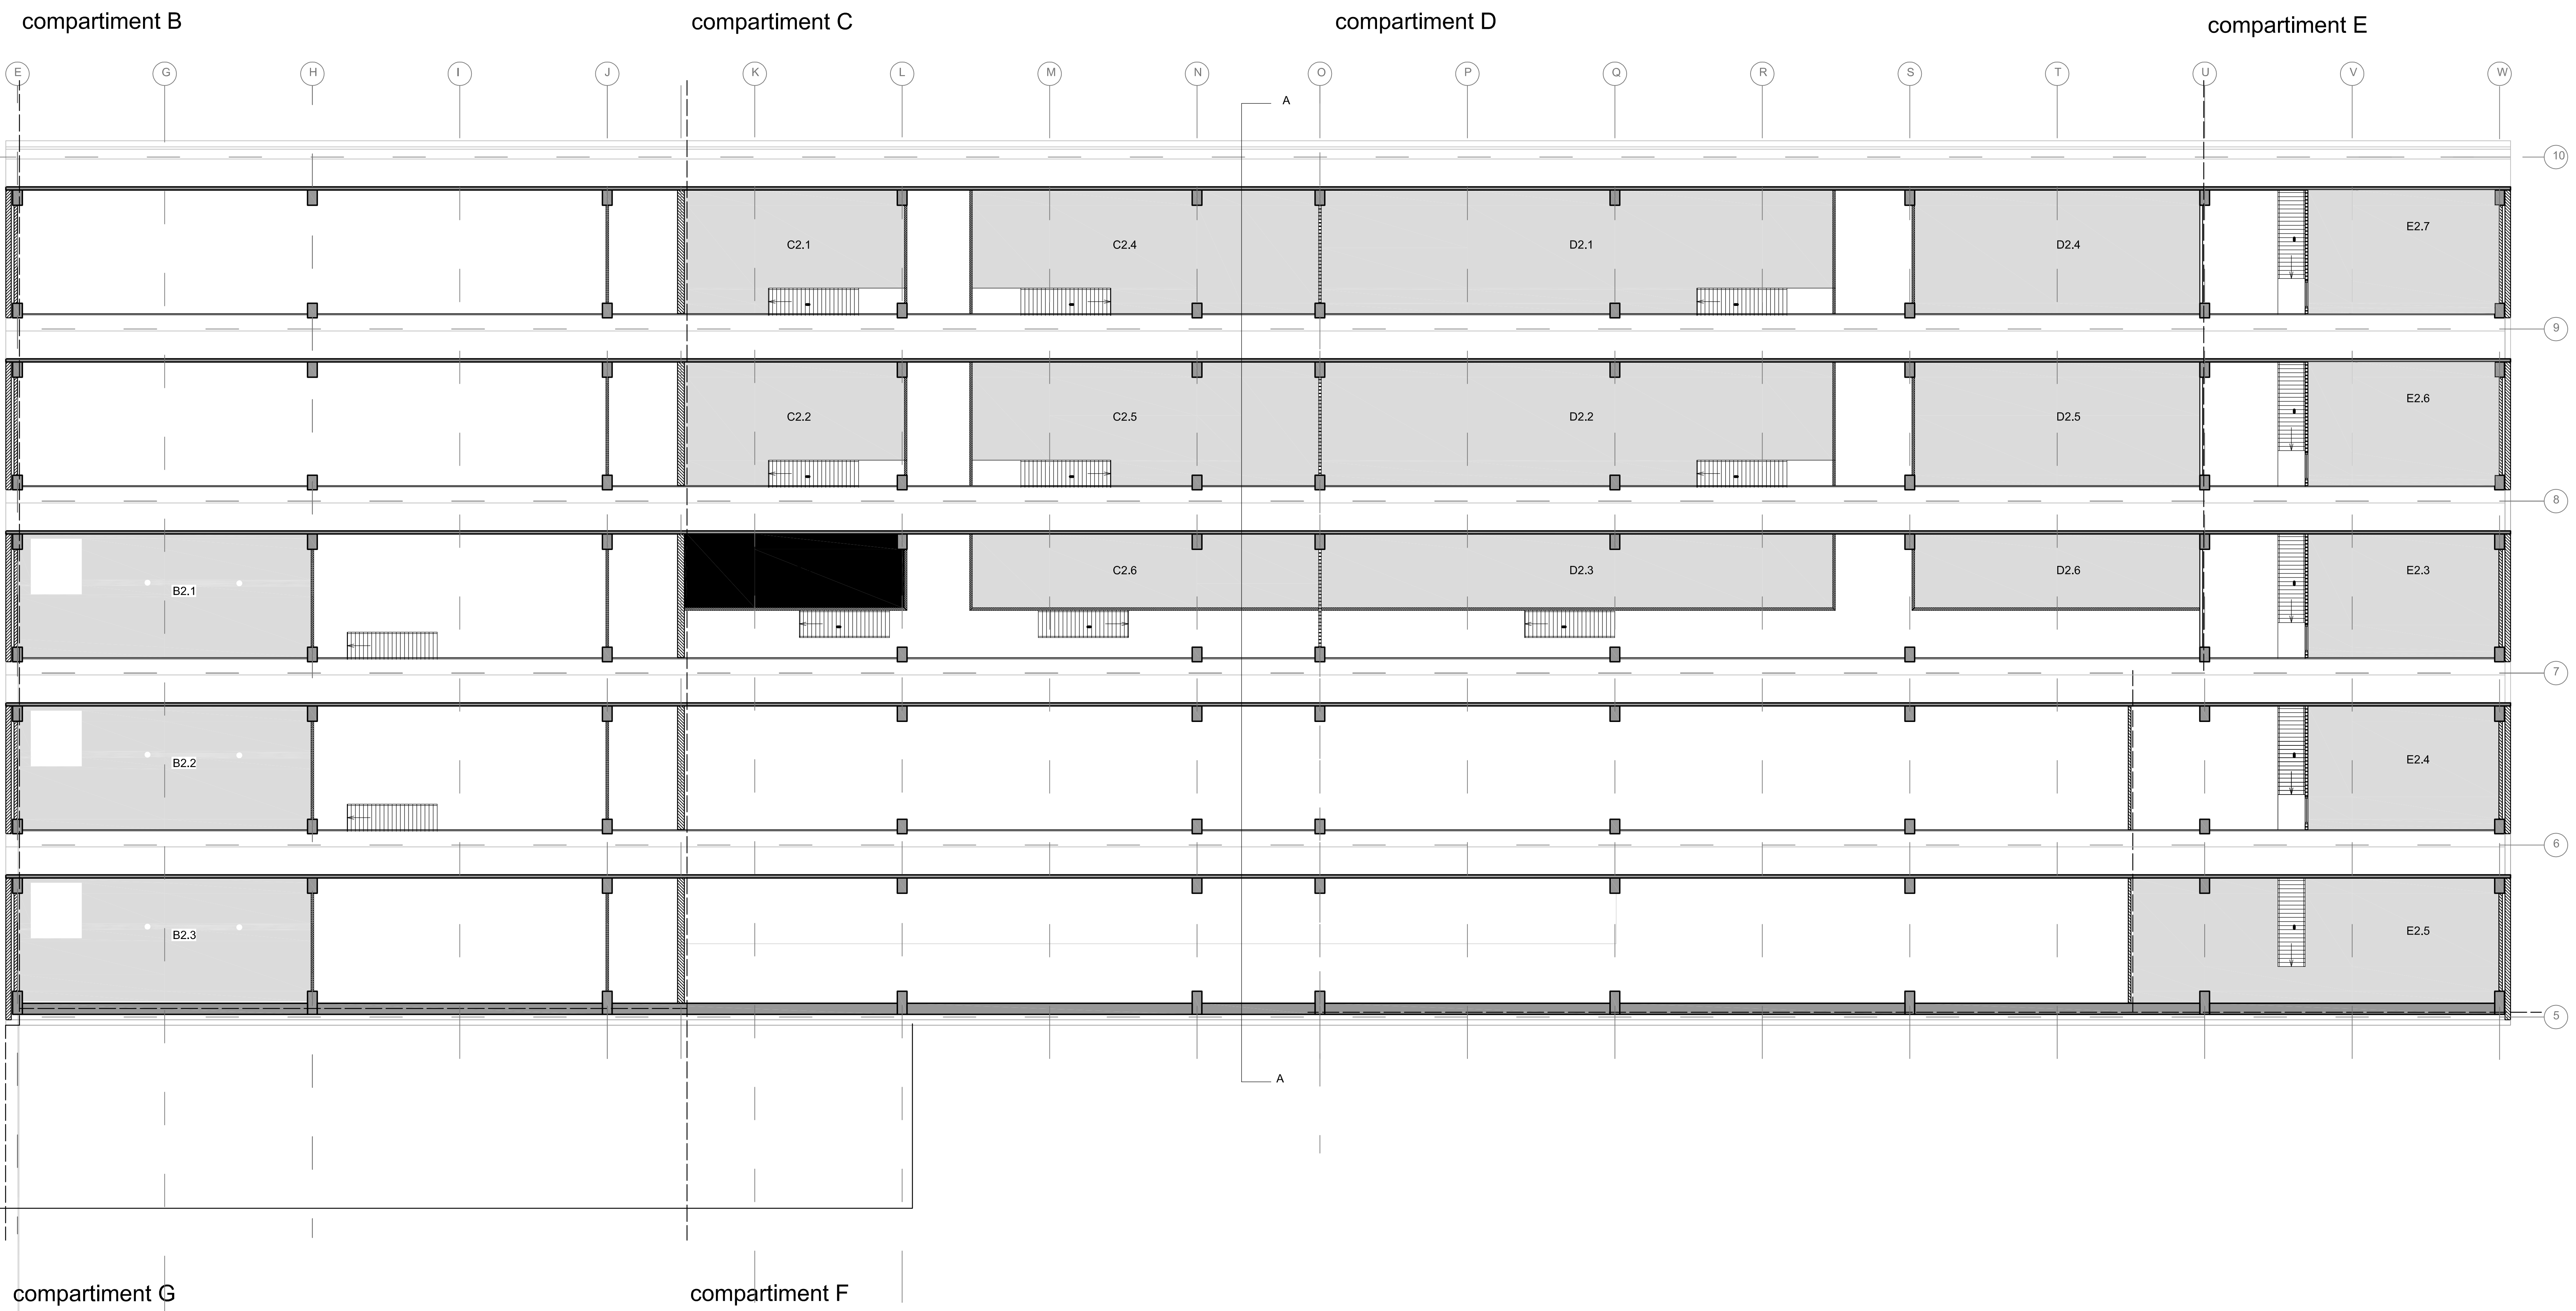 compartiment B
compartiment C
compartiment D
compartiment E
E
G
H
I
J
K
L
M
N
O
P
Q
R
S
T
U
V
W
A
10
C2.1
C2.4
D2.1
D2.4
E2.7
9
C2.2
C2.5
D2.2
D2.5
E2.6
8
B2.1
C2.6
D2.3
D2.6
E2.3
7
B2.2
E2.4
6
B2.3
E2.5
5
A
compartiment G
compartiment F